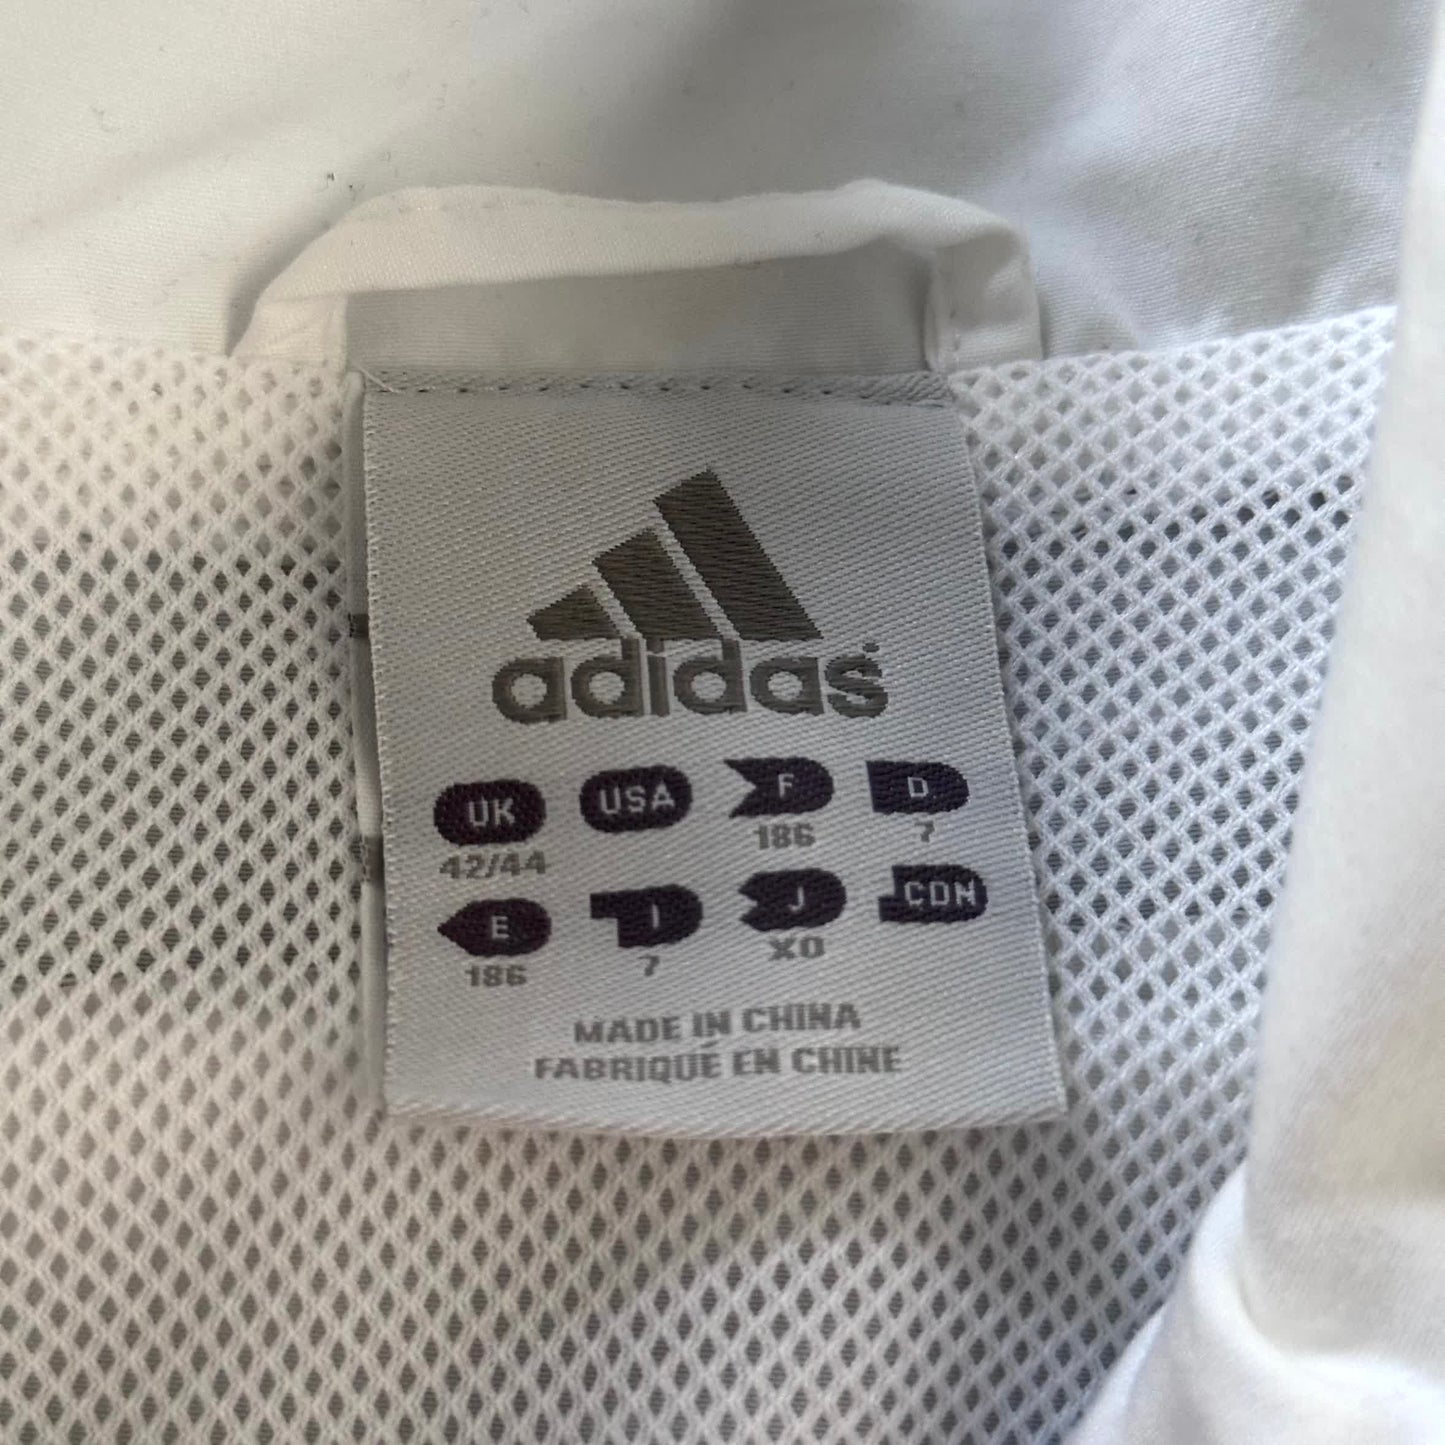 adidas
UK USA F D
42/44 186 7
E I J CDN
186 7 XO
MADE IN CHINA
FABRIQUÉ EN CHINE